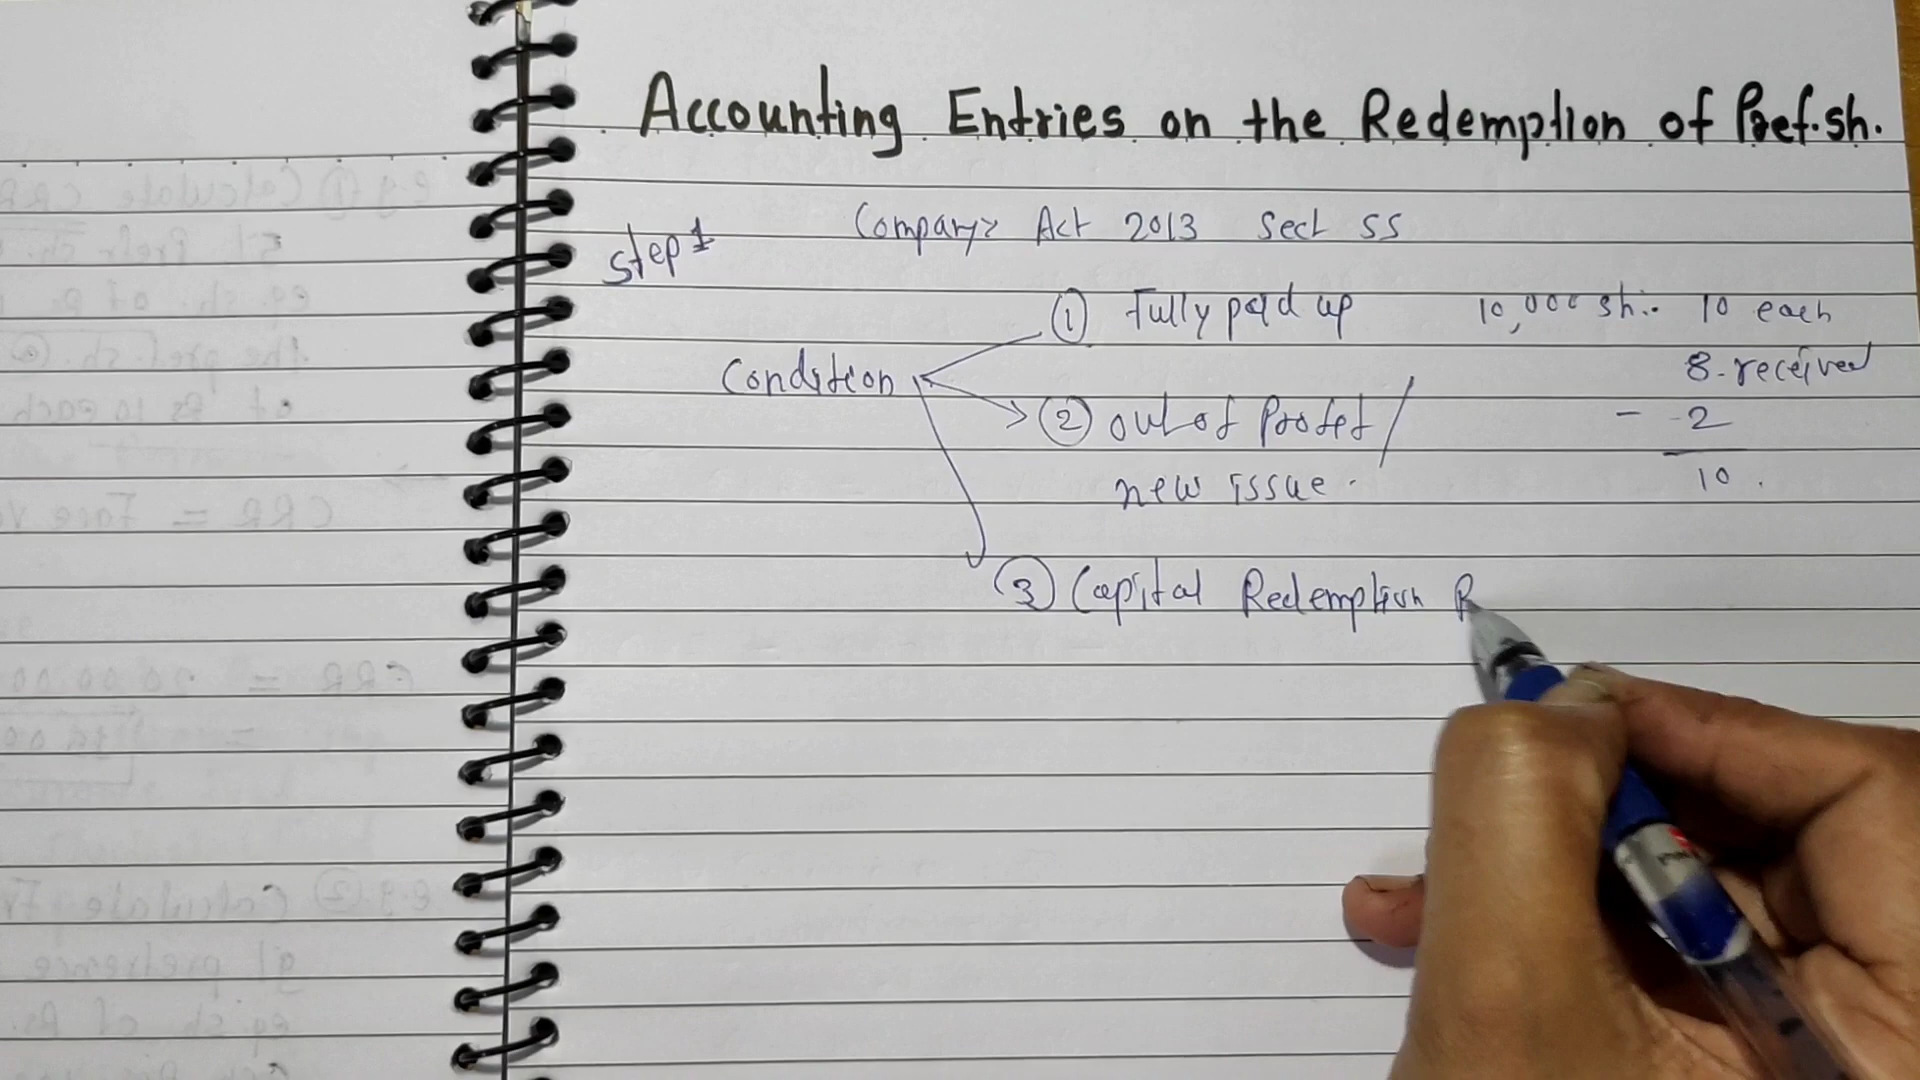 Accounting Entries on the Redemption of Pref.sh.
Company Act 2013 Sect 55
Step 1
① Fully paid up 10,000 sh. 10 each
8 received
Condition
② out of Profit / - 2
new issue. 10.
③ Capital Redemption R